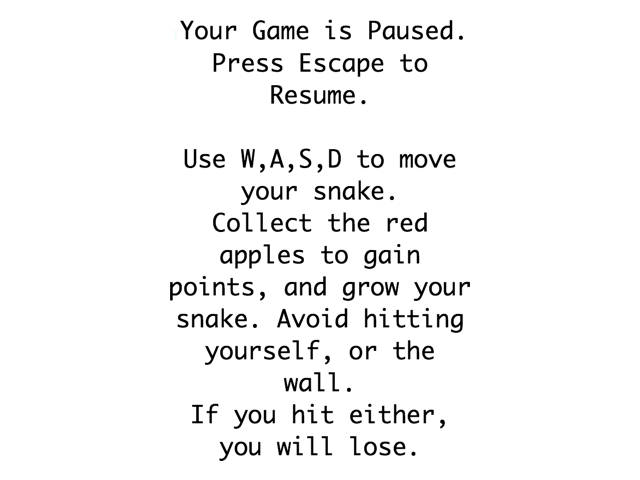 Your Game is Paused.
Press Escape to
Resume.
Use W,A,S,D to move
your snake.
Collect the red
apples to gain
points, and grow your
snake. Avoid hitting
yourself, or the
wall.
If you hit either,
you will lose.